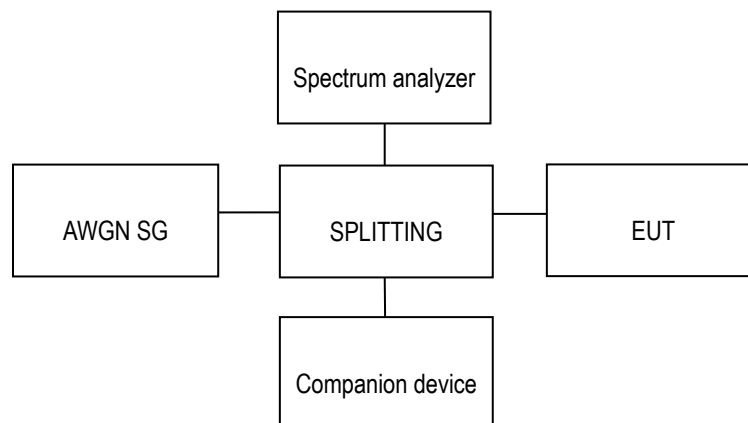 Spectrum analyzer
AWGN SG
SPLITTING
EUT
Companion device